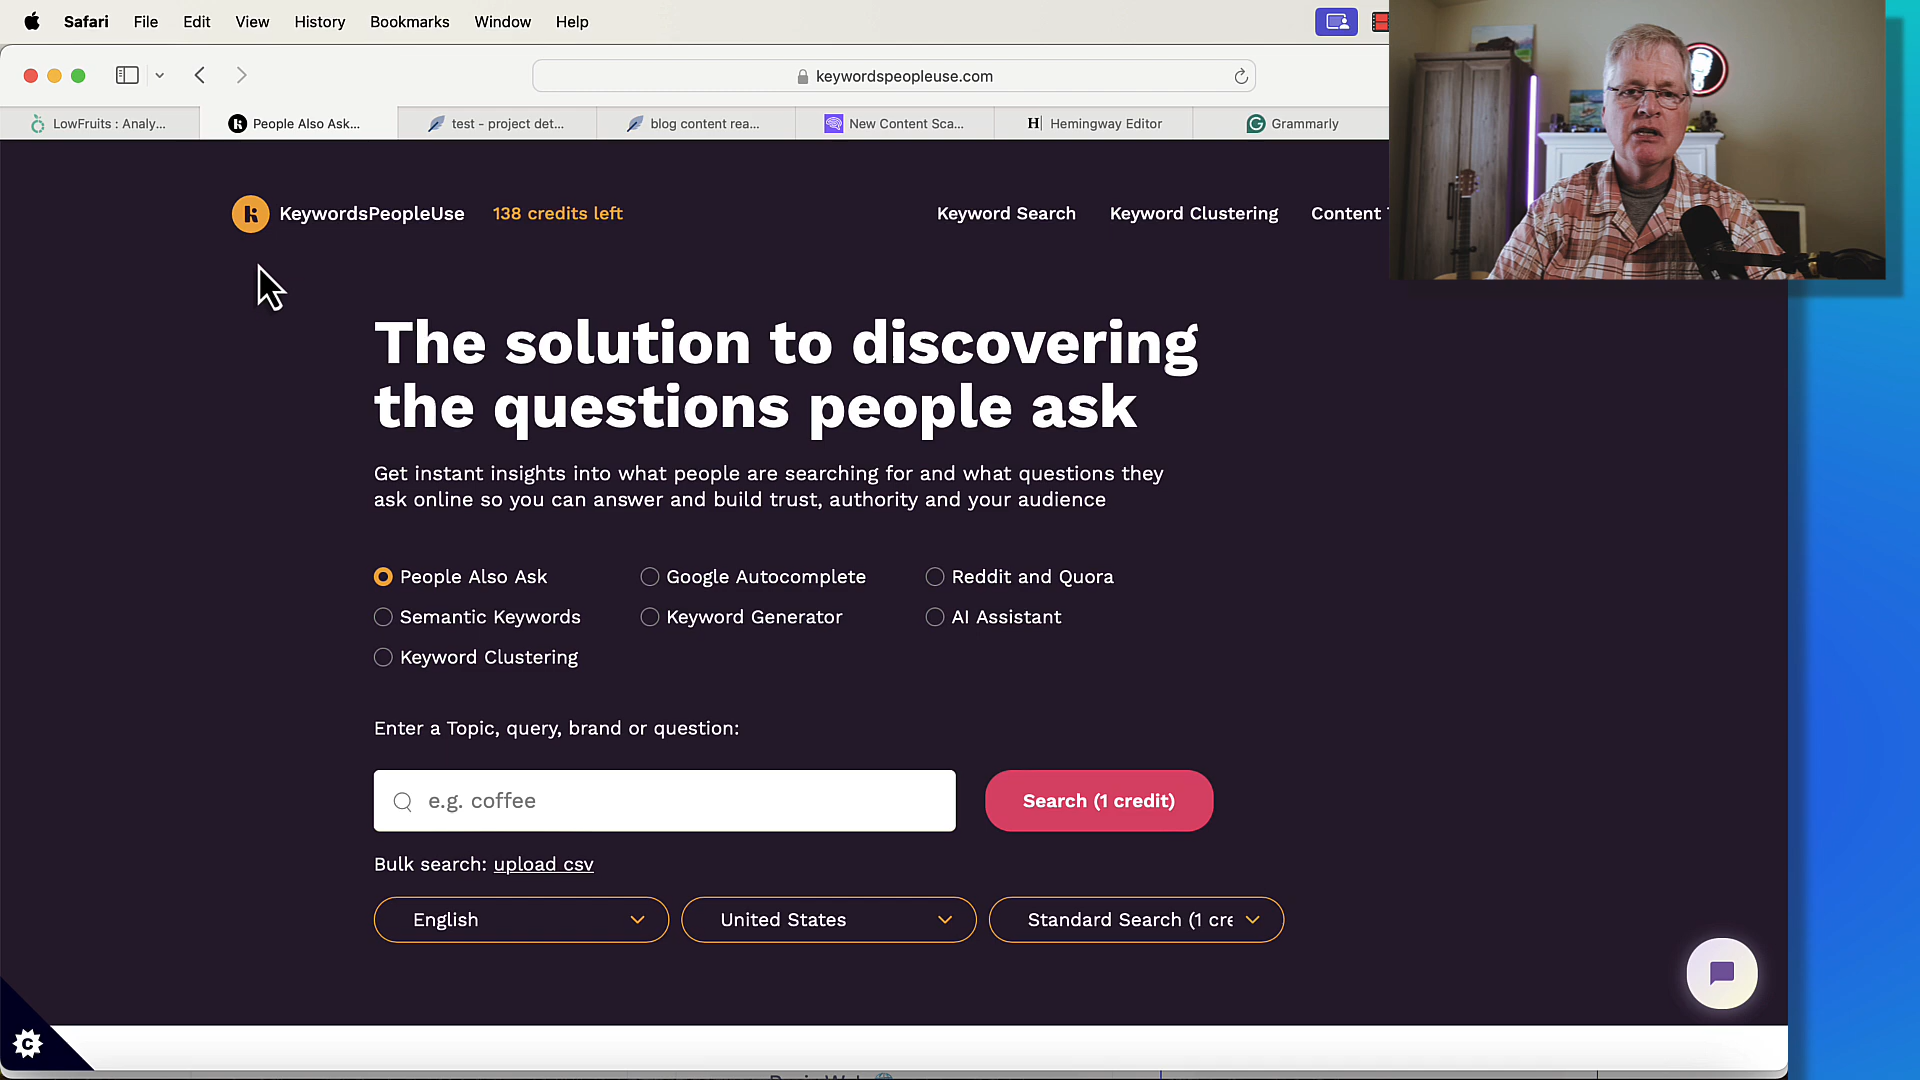 Safari File Edit View History Bookmarks Window Help
keywordspeopleuse.com
LowFruits : Analy... People Also Ask... test - project det... blog content rea... New Content Sca... Hemingway Editor Grammarly
KeywordsPeopleUse 138 credits left Keyword Search Keyword Clustering Content
The solution to discovering
the questions people ask
Get instant insights into what people are searching for and what questions they
ask online so you can answer and build trust, authority and your audience
People Also Ask Google Autocomplete Reddit and Quora
Semantic Keywords Keyword Generator AI Assistant
Keyword Clustering
Enter a Topic, query, brand or question:
e.g. coffee Search (1 credit)
Bulk search: upload csv
English United States Standard Search (1 cre